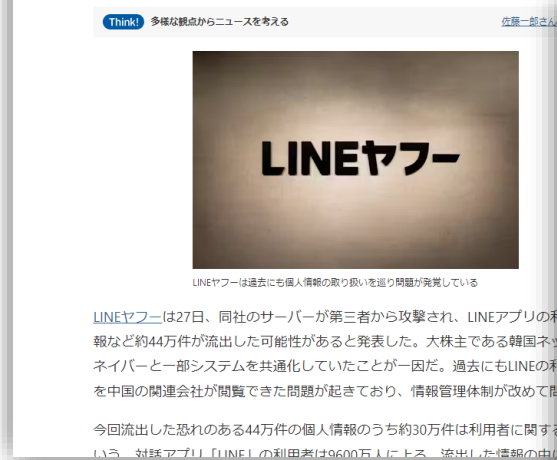 Think! 多様な観点からニュースを考える
佐藤一郎さん
LINEヤフー
LINEヤフーは過去にも個人情報の取り扱いを巡り問題が発覚している
LINEヤフーは27日、同社のサーバーが第三者から攻撃され、LINEアプリの利
報など約44万件が流出した可能性があると発表した。大株主である韓国ネッ
ネイバーと一部システムを共通化していたことが一因だ。過去にもLINEの利
を中国の関連会社が閲覧できた問題が起きており、情報管理体制が改めて問
今回流出した恐れのある44万件の個人情報のうち約30万件は利用者に関する
いう。対話アプリ「LINE」の利用者は9600万人に上る。流出した情報の中に